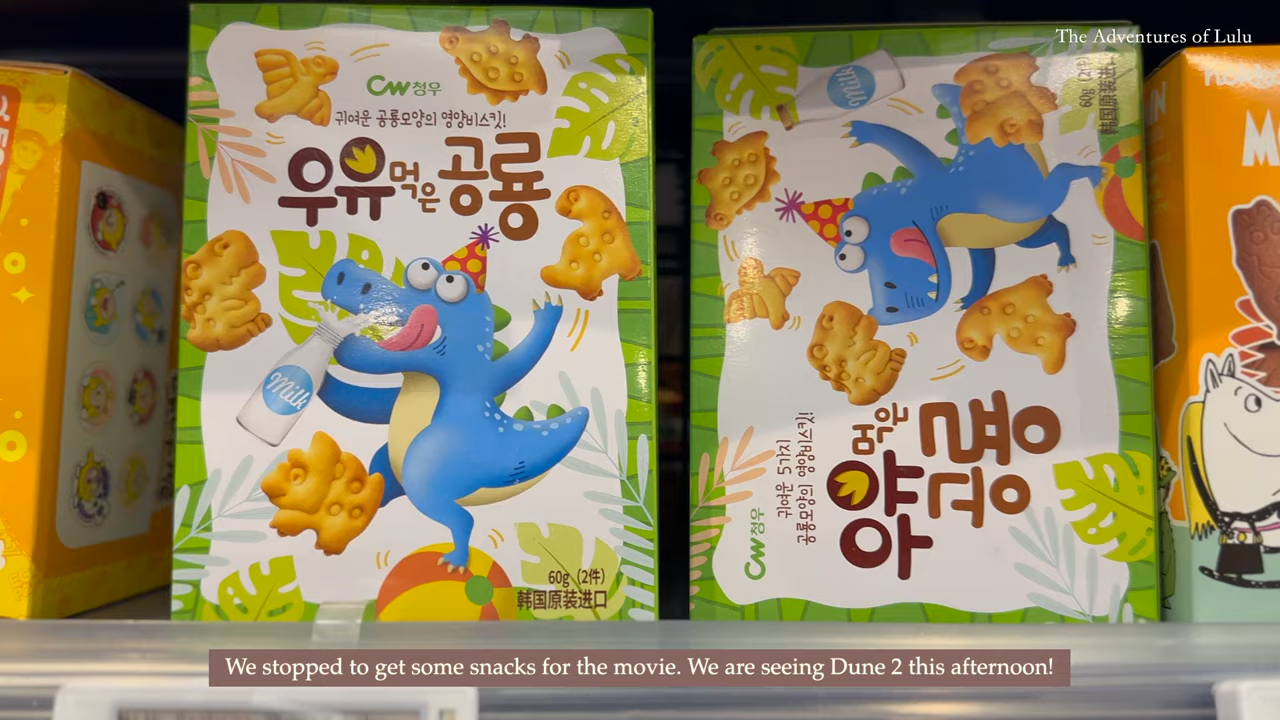 The Adventures of Lulu
CW청우
귀여운 공룡모양의 영양비스킷!
우유먹은공룡
Milk
60g (2件)
韩国原装进口
Milk
60g (2件)
韩国原装进口
우유먹은공룡
귀여운 5가지
공룡모양의 영양비스킷!
CW청우
M
We stopped to get some snacks for the movie. We are seeing Dune 2 this afternoon!